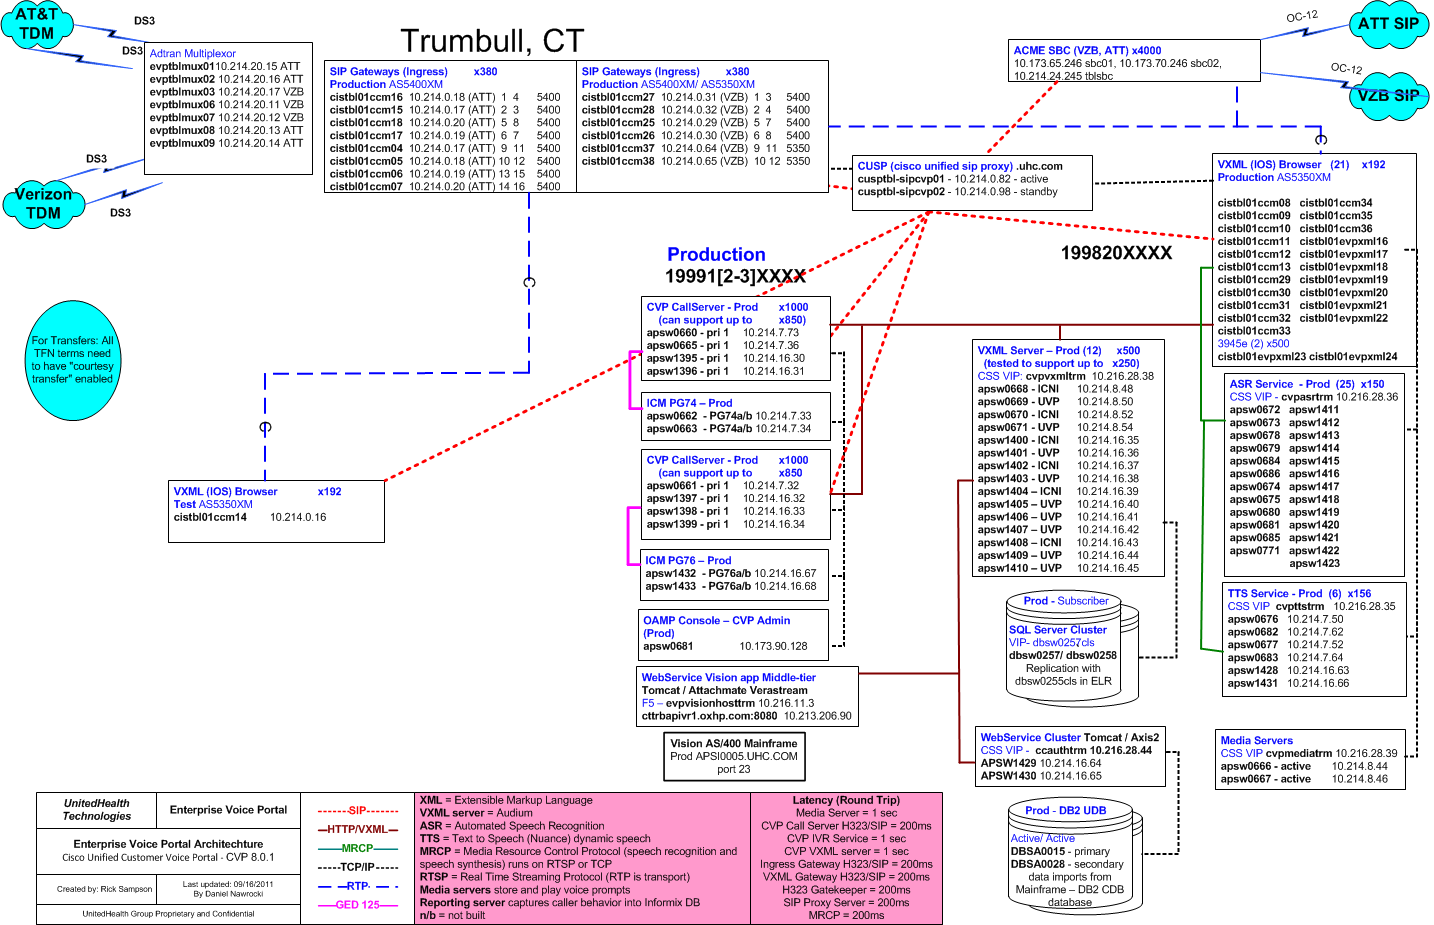 AT&T
TDM
DS3
DS3
Adtran Multiplexor
evptblmux01 10.214.20.15 ATT
evptblmux02 10.214.20.16 ATT
evptblmux03 10.214.20.17 VZB
evptblmux06 10.214.20.11 VZB
evptblmux07 10.214.20.12 VZB
evptblmux08 10.214.20.13 ATT
evptblmux09 10.214.20.14 ATT
DS3
Verizon
TDM
DS3
Trumbull, CT
SIP Gateways (Ingress) x380
Production AS5400XM
cistbl01ccm16 10.214.0.18 (ATT) 1 4 5400
cistbl01ccm15 10.214.0.17 (ATT) 2 3 5400
cistbl01ccm18 10.214.0.20 (ATT) 5 8 5400
cistbl01ccm17 10.214.0.19 (ATT) 6 7 5400
cistbl01ccm04 10.214.0.17 (ATT) 9 11 5400
cistbl01ccm05 10.214.0.18 (ATT) 10 12 5400
cistbl01ccm06 10.214.0.19 (ATT) 13 15 5400
cistbl01ccm07 10.214.0.20 (ATT) 14 16 5400
SIP Gateways (Ingress) x380
Production AS5400XM/ AS5350XM
cistbl01ccm27 10.214.0.31 (VZB) 1 3 5400
cistbl01ccm28 10.214.0.32 (VZB) 2 4 5400
cistbl01ccm25 10.214.0.29 (VZB) 5 7 5400
cistbl01ccm26 10.214.0.30 (VZB) 6 8 5400
cistbl01ccm37 10.214.0.64 (VZB) 9 11 5350
cistbl01ccm38 10.214.0.65 (VZB) 10 12 5350
ACME SBC (VZB, ATT) x4000
10.173.65.246 sbc01, 10.173.70.246 sbc02,
10.214.24.245 tblsbc
OC-12
ATT SIP
OC-12
VZB SIP
CUSP (cisco unified sip proxy) .uhc.com
cusptbl-sipcvp01 - 10.214.0.82 - active
cusptbl-sipcvp02 - 10.214.0.98 - standby
VXML (IOS) Browser (21) x192
Production AS5350XM
cistbl01ccm08 cistbl01ccm34
cistbl01ccm09 cistbl01ccm35
cistbl01ccm10 cistbl01ccm36
cistbl01ccm11 cistbl01evpxml16
cistbl01ccm12 cistbl01evpxml17
cistbl01ccm13 cistbl01evpxml18
cistbl01ccm29 cistbl01evpxml19
cistbl01ccm30 cistbl01evpxml20
cistbl01ccm31 cistbl01evpxml21
cistbl01ccm32 cistbl01evpxml22
cistbl01ccm33
3945e (2) x500
cistbl01evpxml23 cistbl01evpxml24
Production
19991[2-3]XXXX
199820XXXX
For Transfers: All
TFN terms need
to have "courtesy
transfer" enabled
VXML (IOS) Browser x192
Test AS5350XM
cistbl01ccm14 10.214.0.16
CVP CallServer - Prod x1000
(can support up to x850)
apsw0660 - pri 1 10.214.7.73
apsw0665 - pri 1 10.214.7.36
apsw1395 - pri 1 10.214.16.30
apsw1396 - pri 1 10.214.16.31
ICM PG74 – Prod
apsw0662 - PG74a/b 10.214.7.33
apsw0663 - PG74a/b 10.214.7.34
CVP CallServer - Prod x1000
(can support up to x850
apsw0661 - pri 1 10.214.7.32
apsw1397 - pri 1 10.214.16.32
apsw1398 - pri 1 10.214.16.33
apsw1399 - pri 1 10.214.16.34
ICM PG76 – Prod
apsw1432 - PG76a/b 10.214.16.67
apsw1433 - PG76a/b 10.214.16.68
OAMP Console – CVP Admin
(Prod)
apsw0681 10.173.90.128
WebService Vision app Middle-tier
Tomcat / Attachmate Verastream
F5 – evpvisionhosttrm 10.216.11.3
cttrbapivr1.oxhp.com:8080 10.213.206.90
Vision AS/400 Mainframe
Prod APSI0005.UHC.COM
port 23
VXML Server – Prod (12) x500
(tested to support up to x250)
CSS VIP: cvpvxmltrm 10.216.28.38
apsw0668 - ICNI 10.214.8.48
apsw0669 - UVP 10.214.8.50
apsw0670 - ICNI 10.214.8.52
apsw0671 - UVP 10.214.8.54
apsw1400 - ICNI 10.214.16.35
apsw1401 - UVP 10.214.16.36
apsw1402 - ICNI 10.214.16.37
apsw1403 - UVP 10.214.16.38
apsw1404 – ICNI 10.214.16.39
apsw1405 – UVP 10.214.16.40
apsw1406 – UVP 10.214.16.41
apsw1407 – UVP 10.214.16.42
apsw1408 – ICNI 10.214.16.43
apsw1409 – UVP 10.214.16.44
apsw1410 – UVP 10.214.16.45
Prod - Subscriber
SQL Server Cluster
VIP- dbsw0257cls
dbsw0257/ dbsw0258
Replication with
dbsw0255cls in ELR
WebService Cluster Tomcat / Axis2
CSS VIP - ccauthtrm 10.216.28.44
APSW1429 10.214.16.64
APSW1430 10.214.16.65
Prod - DB2 UDB
Active/ Active
DBSA0015 - primary
DBSA0028 - secondary
data imports from
Mainframe – DB2 CDB
database
ASR Service - Prod (25) x150
CSS VIP - cvpasrtrm 10.216.28.36
apsw0672 apsw1411
apsw0673 apsw1412
apsw0678 apsw1413
apsw0679 apsw1414
apsw0684 apsw1415
apsw0686 apsw1416
apsw0674 apsw1417
apsw0675 apsw1418
apsw0680 apsw1419
apsw0681 apsw1420
apsw0685 apsw1421
apsw0771 apsw1422
apsw1423
TTS Service - Prod (6) x156
CSS VIP cvpttstrm 10.216.28.35
apsw0676 10.214.7.50
apsw0682 10.214.7.62
apsw0677 10.214.7.52
apsw0683 10.214.7.64
apsw1428 10.214.16.63
apsw1431 10.214.16.66
Media Servers
CSS VIP cvpmediatrm 10.216.28.39
apsw0666 - active 10.214.8.44
apsw0667 - active 10.214.8.46
UnitedHealth
Technologies
Enterprise Voice Portal
Enterprise Voice Portal Architecture
Cisco Unified Customer Voice Portal - CVP 8.0.1
Created by: Rick Sampson
Last updated: 09/16/2011
By Daniel Nawrocki
UnitedHealth Group Proprietary and Confidential
SIP
HTTP/VXML
MRCP
TCP/IP
RTP
GED 125
XML = Extensible Markup Language
VXML server = Audium
ASR = Automated Speech Recognition
TTS = Text to Speech (Nuance) dynamic speech
MRCP = Media Resource Control Protocol (speech recognition and
speech synthesis) runs on RTSP or TCP
RTSP = Real Time Streaming Protocol (RTP is transport)
Media servers store and play voice prompts
Reporting server captures caller behavior into Informix DB
n/b = not built
Latency (Round Trip)
Media Server = 1 sec
CVP Call Server H323/SIP = 200ms
CVP IVR Service = 1 sec
CVP VXML server = 1 sec
Ingress Gateway H323/SIP = 200ms
VXML Gateway H323/SIP = 200ms
H323 Gatekeeper = 200ms
SIP Proxy Server = 200ms
MRCP = 200ms